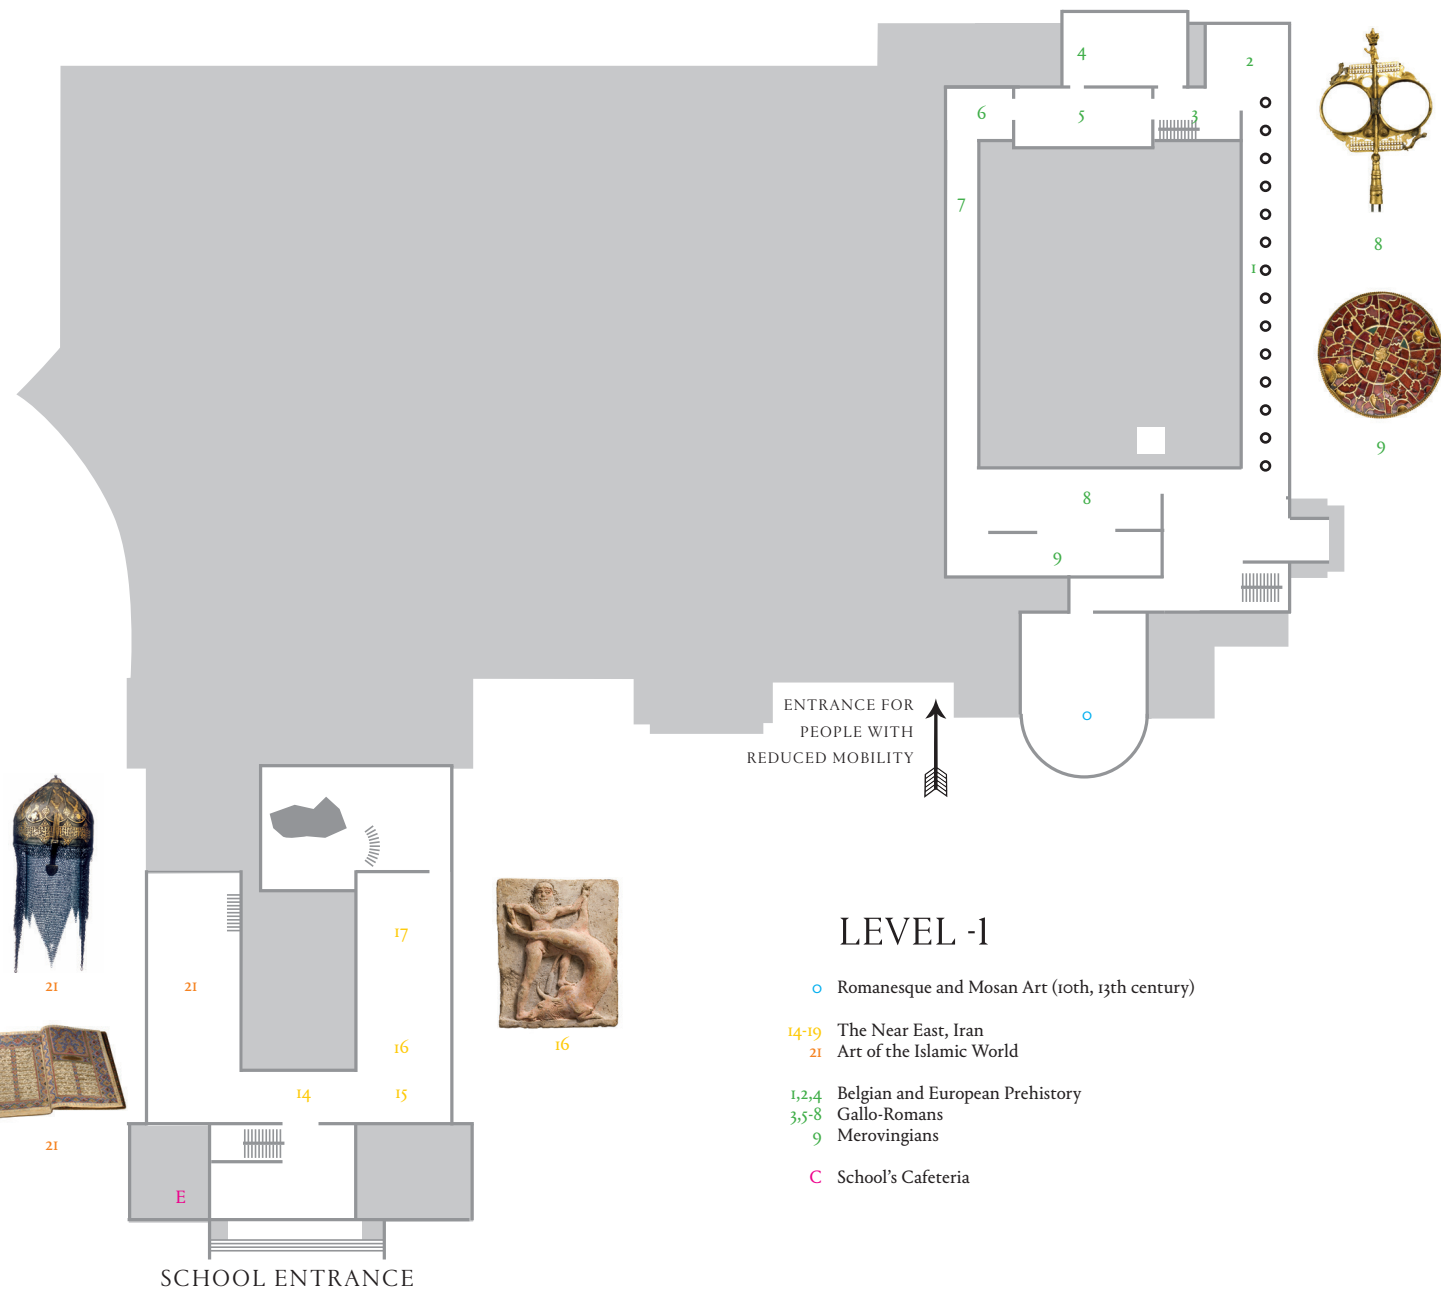 4
2
6
5
3
7
8
1
9
8
9
ENTRANCE FOR
PEOPLE WITH
REDUCED MOBILITY
0
17
21
21
16
16
14
15
21
E
SCHOOL ENTRANCE
LEVEL -1
0 Romanesque and Mosan Art (10th, 13th century)
14-19 The Near East, Iran
21 Art of the Islamic World
1,2,4 Belgian and European Prehistory
3,5-8 Gallo-Romans
9 Merovingians
C School's Cafeteria